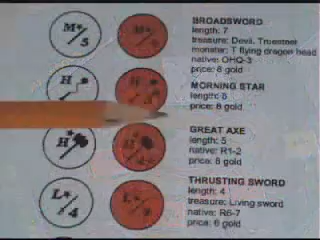 M* 5
M*
BROADSWORD
length: 7
treasure: Devil, Truesteel
monster: T flying dragon head
native: OHQ-3
price: 8 gold
H
H
MORNING STAR
length: 6
price: 8 gold
H*
H
GREAT AXE
length: 5
native: R1-2
price: 8 gold
L* 4
L*
THRUSTING SWORD
length: 4
treasure: Living sword
native: R6-7
price: 6 gold